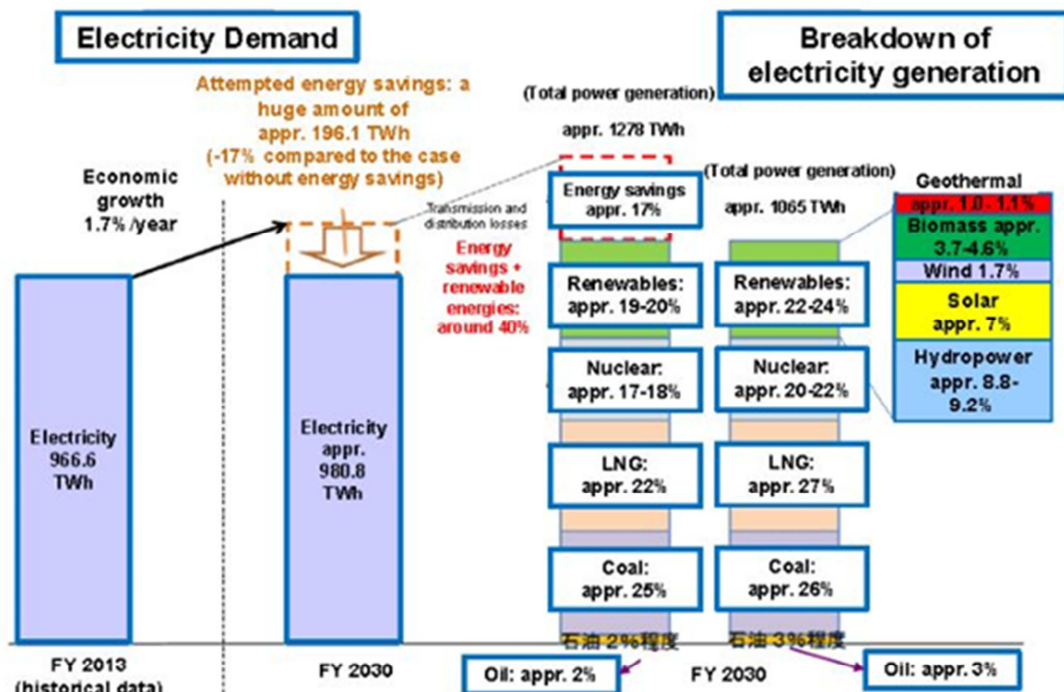 Electricity Demand
Breakdown of
electricity generation
Attempted energy savings: a
huge amount of
appr. 196.1 TWh
(-17% compared to the case
without energy savings)
Economic
growth
1.7%/year
Electricity
966.6
TWh
FY 2013
(historical data)
Electricity
appr.
980.8
TWh
FY 2030
Transmission and
distribution losses
Energy
savings +
renewable
energies:
around 40%
(Total power generation)
appr. 1278 TWh
Energy savings
appr. 17%
Renewables:
appr. 19-20%
Nuclear:
appr. 17-18%
LNG:
appr. 22%
Coal:
appr. 25%
石油 2%程度
Oil: appr. 2%
(Total power generation)
appr. 1065 TWh
Renewables:
appr. 22-24%
Nuclear:
appr. 20-22%
LNG:
appr. 27%
Coal:
appr. 26%
石油 3%程度
Oil: appr. 3%
FY 2030
Geothermal
appr. 1.0 - 1.1%
Biomass appr.
3.7-4.6%
Wind 1.7%
Solar
appr. 7%
Hydropower
appr. 8.8-
9.2%